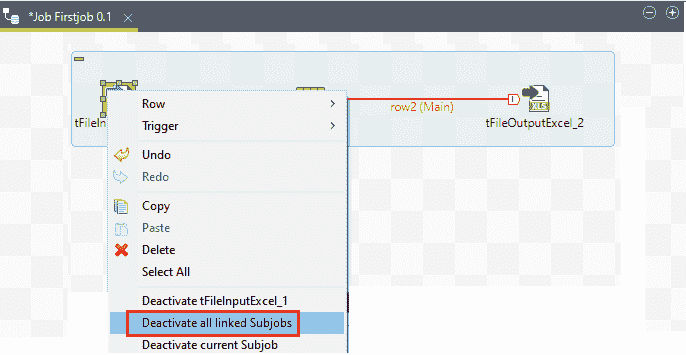 *Job Firstjob 0.1
tFileIn
row2 (Main)
XLS
tFileOutputExcel_2
Row
Trigger
Undo
Redo
Copy
Paste
Delete
Select All
Deactivate tFileInputExcel_1
Deactivate all linked Subjobs
Deactivate current Subjob